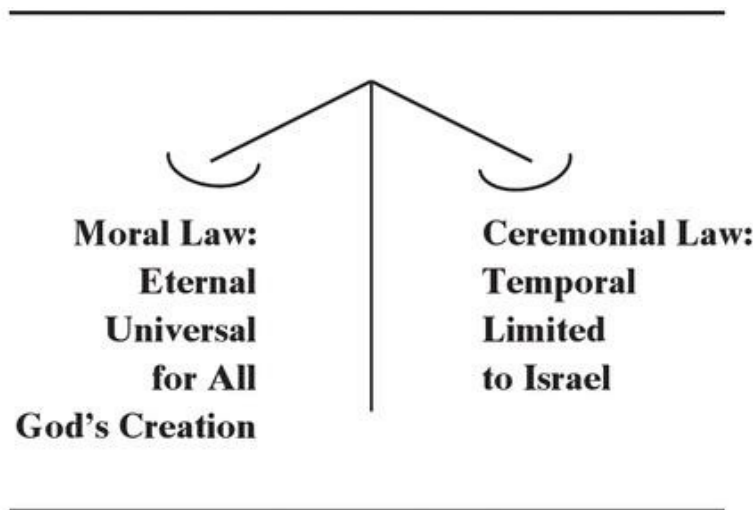 Moral Law:
Eternal
Universal
for All
God's Creation
Ceremonial Law:
Temporal
Limited
to Israel